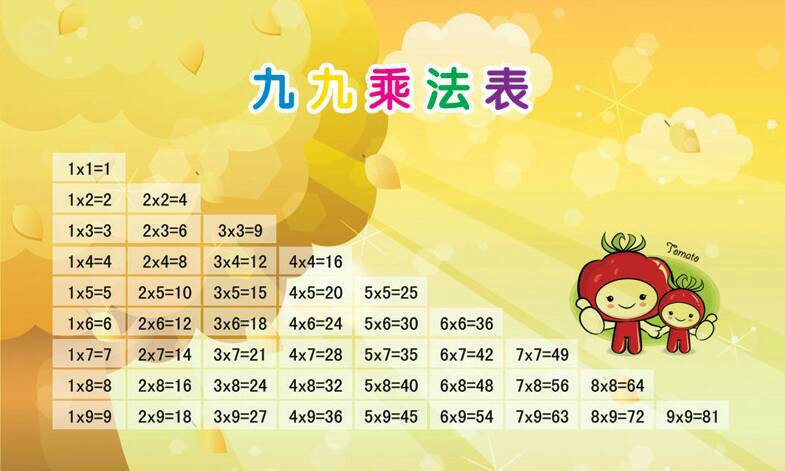 九九乘法表
1x1=1
1x2=2 2x2=4
1x3=3 2x3=6 3x3=9
1x4=4 2x4=8 3x4=12 4x4=16
1x5=5 2x5=10 3x5=15 4x5=20 5x5=25
1x6=6 2x6=12 3x6=18 4x6=24 5x6=30 6x6=36
1x7=7 2x7=14 3x7=21 4x7=28 5x7=35 6x7=42 7x7=49
1x8=8 2x8=16 3x8=24 4x8=32 5x8=40 6x8=48 7x8=56 8x8=64
1x9=9 2x9=18 3x9=27 4x9=36 5x9=45 6x9=54 7x9=63 8x9=72 9x9=81
Tomato